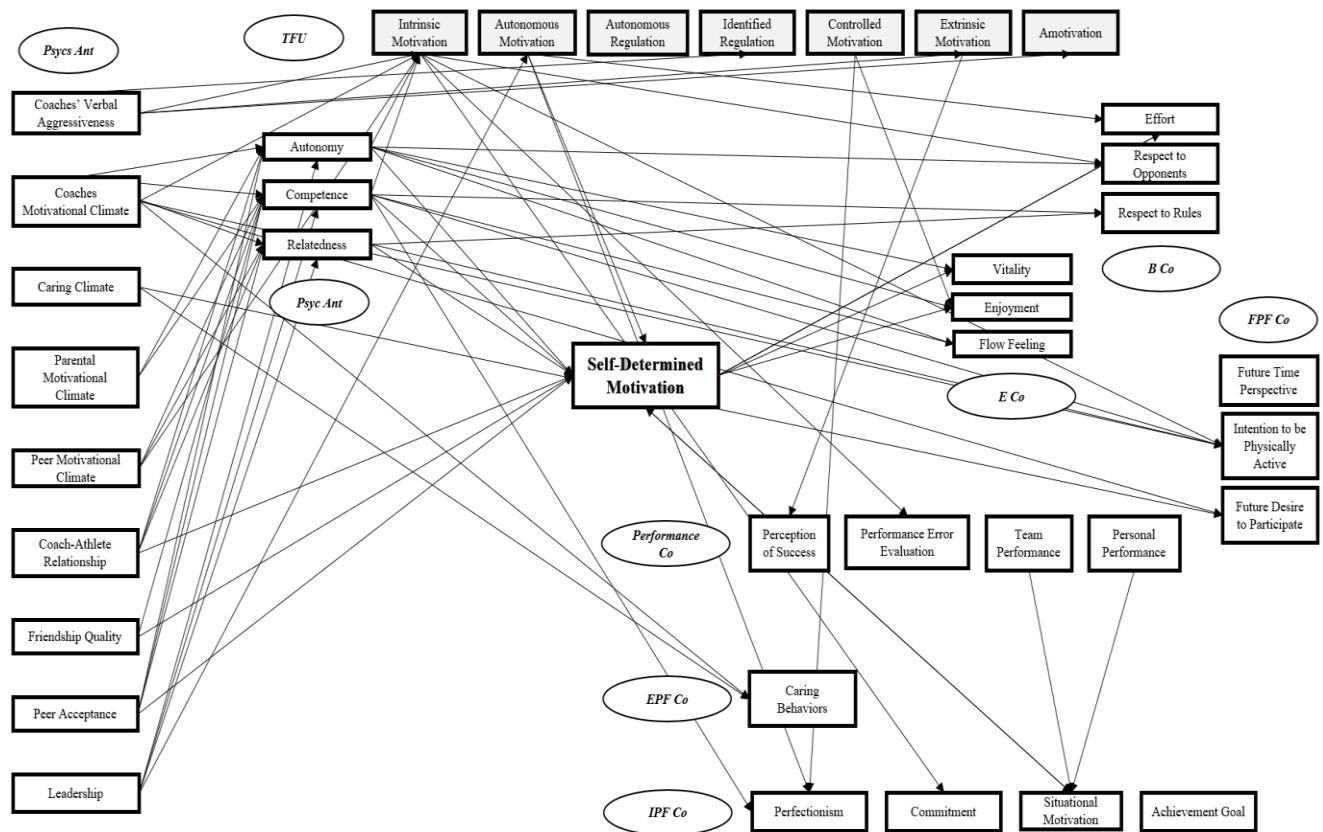 Psycs Ant
TFU
Intrinsic
Motivation
Autonomous
Motivation
Autonomous
Regulation
Identified
Regulation
Controlled
Motivation
Extrinsic
Motivation
Amotivation
Coaches' Verbal
Aggressiveness
Effort
Autonomy
Respect to
Opponents
Coaches
Motivational Climate
Competence
Respect to Rules
Relatedness
Vitality
B Co
Caring Climate
Psyc Ant
Enjoyment
FPF Co
Flow Feeling
Parental
Motivational
Climate
Self-Determined
Motivation
E Co
Future Time
Perspective
Peer Motivational
Climate
Intention to be
Physically
Active
Future Desire
to Participate
Coach-Athlete
Relationship
Performance
Co
Perception
of Success
Performance Error
Evaluation
Team
Performance
Personal
Performance
Friendship Quality
EPF Co
Caring
Behaviors
Peer Acceptance
Leadership
IPF Co
Perfectionism
Commitment
Situational
Motivation
Achievement Goal